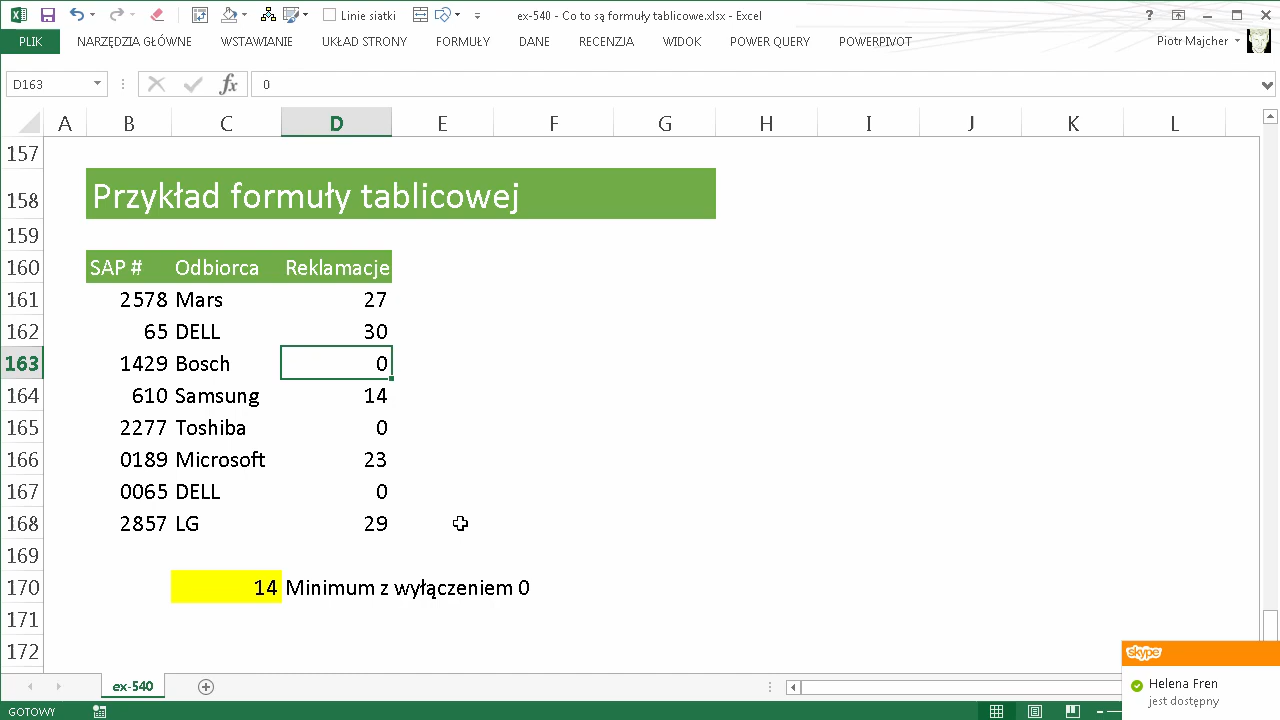 ex-540 - Co to są formuły tablicowe.xlsx - Excel
Linie siatki
?
PLIK NARZĘDZIA GŁÓWNE WSTAWIANIE UKŁAD STRONY FORMUŁY DANE RECENZJA WIDOK POWER QUERY POWERPIVOT Piotr Majcher
D163 fx 0
A B C D E F G H I J K L
157
158 Przykład formuły tablicowej
159
160 SAP # Odbiorca Reklamacje
161 2578 Mars 27
162 65 DELL 30
163 1429 Bosch 0
164 610 Samsung 14
165 2277 Toshiba 0
166 0189 Microsoft 23
167 0065 DELL 0
168 2857 LG 29
169
170 14 Minimum z wyłączeniem 0
171
172
skype
Helena Fren
jest dostępny
ex-540
GOTOWY